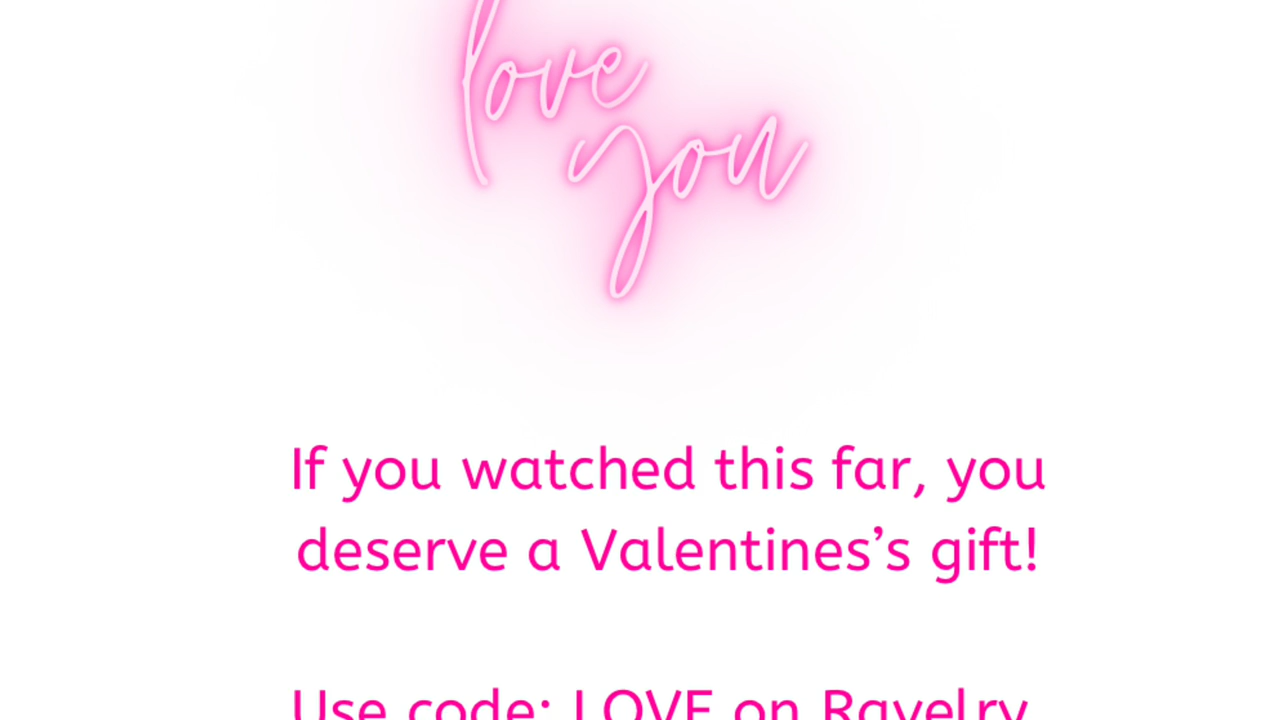 love
you
If you watched this far, you
deserve a Valentines’s gift!
Use code: LOVE on Ravelry